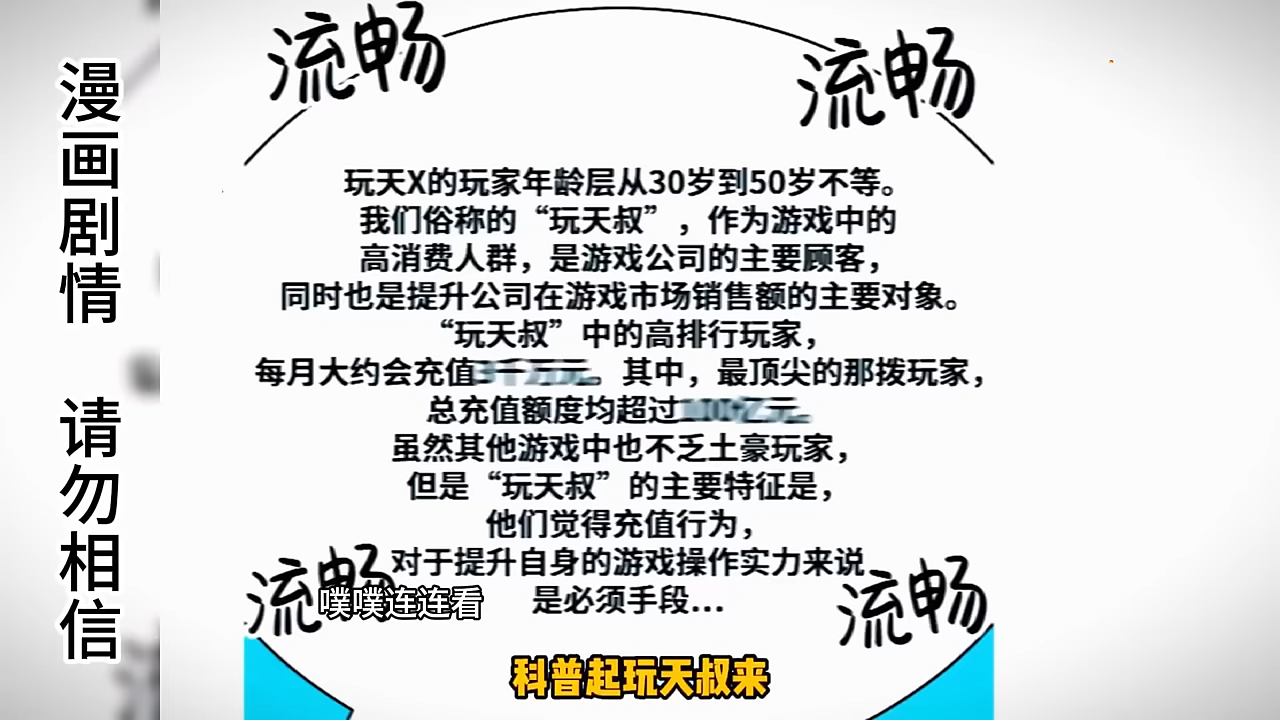 漫画剧情 请勿相信
流畅
流畅
玩天X的玩家年龄层从30岁到50岁不等。
我们俗称的“玩天叔”，作为游戏中的
高消费人群，是游戏公司的主要顾客，
同时也是提升公司在游戏市场销售额的主要对象。
“玩天叔”中的高排行玩家，
每月大约会充值 其中，最顶尖的那拨玩家，
总充值额度均超过
虽然其他游戏中也不乏土豪玩家，
但是“玩天叔”的主要特征是，
他们觉得充值行为，
对于提升自身的游戏操作实力来说
是必须手段...
流畅
流畅
噗噗连连看
科普起玩天叔来